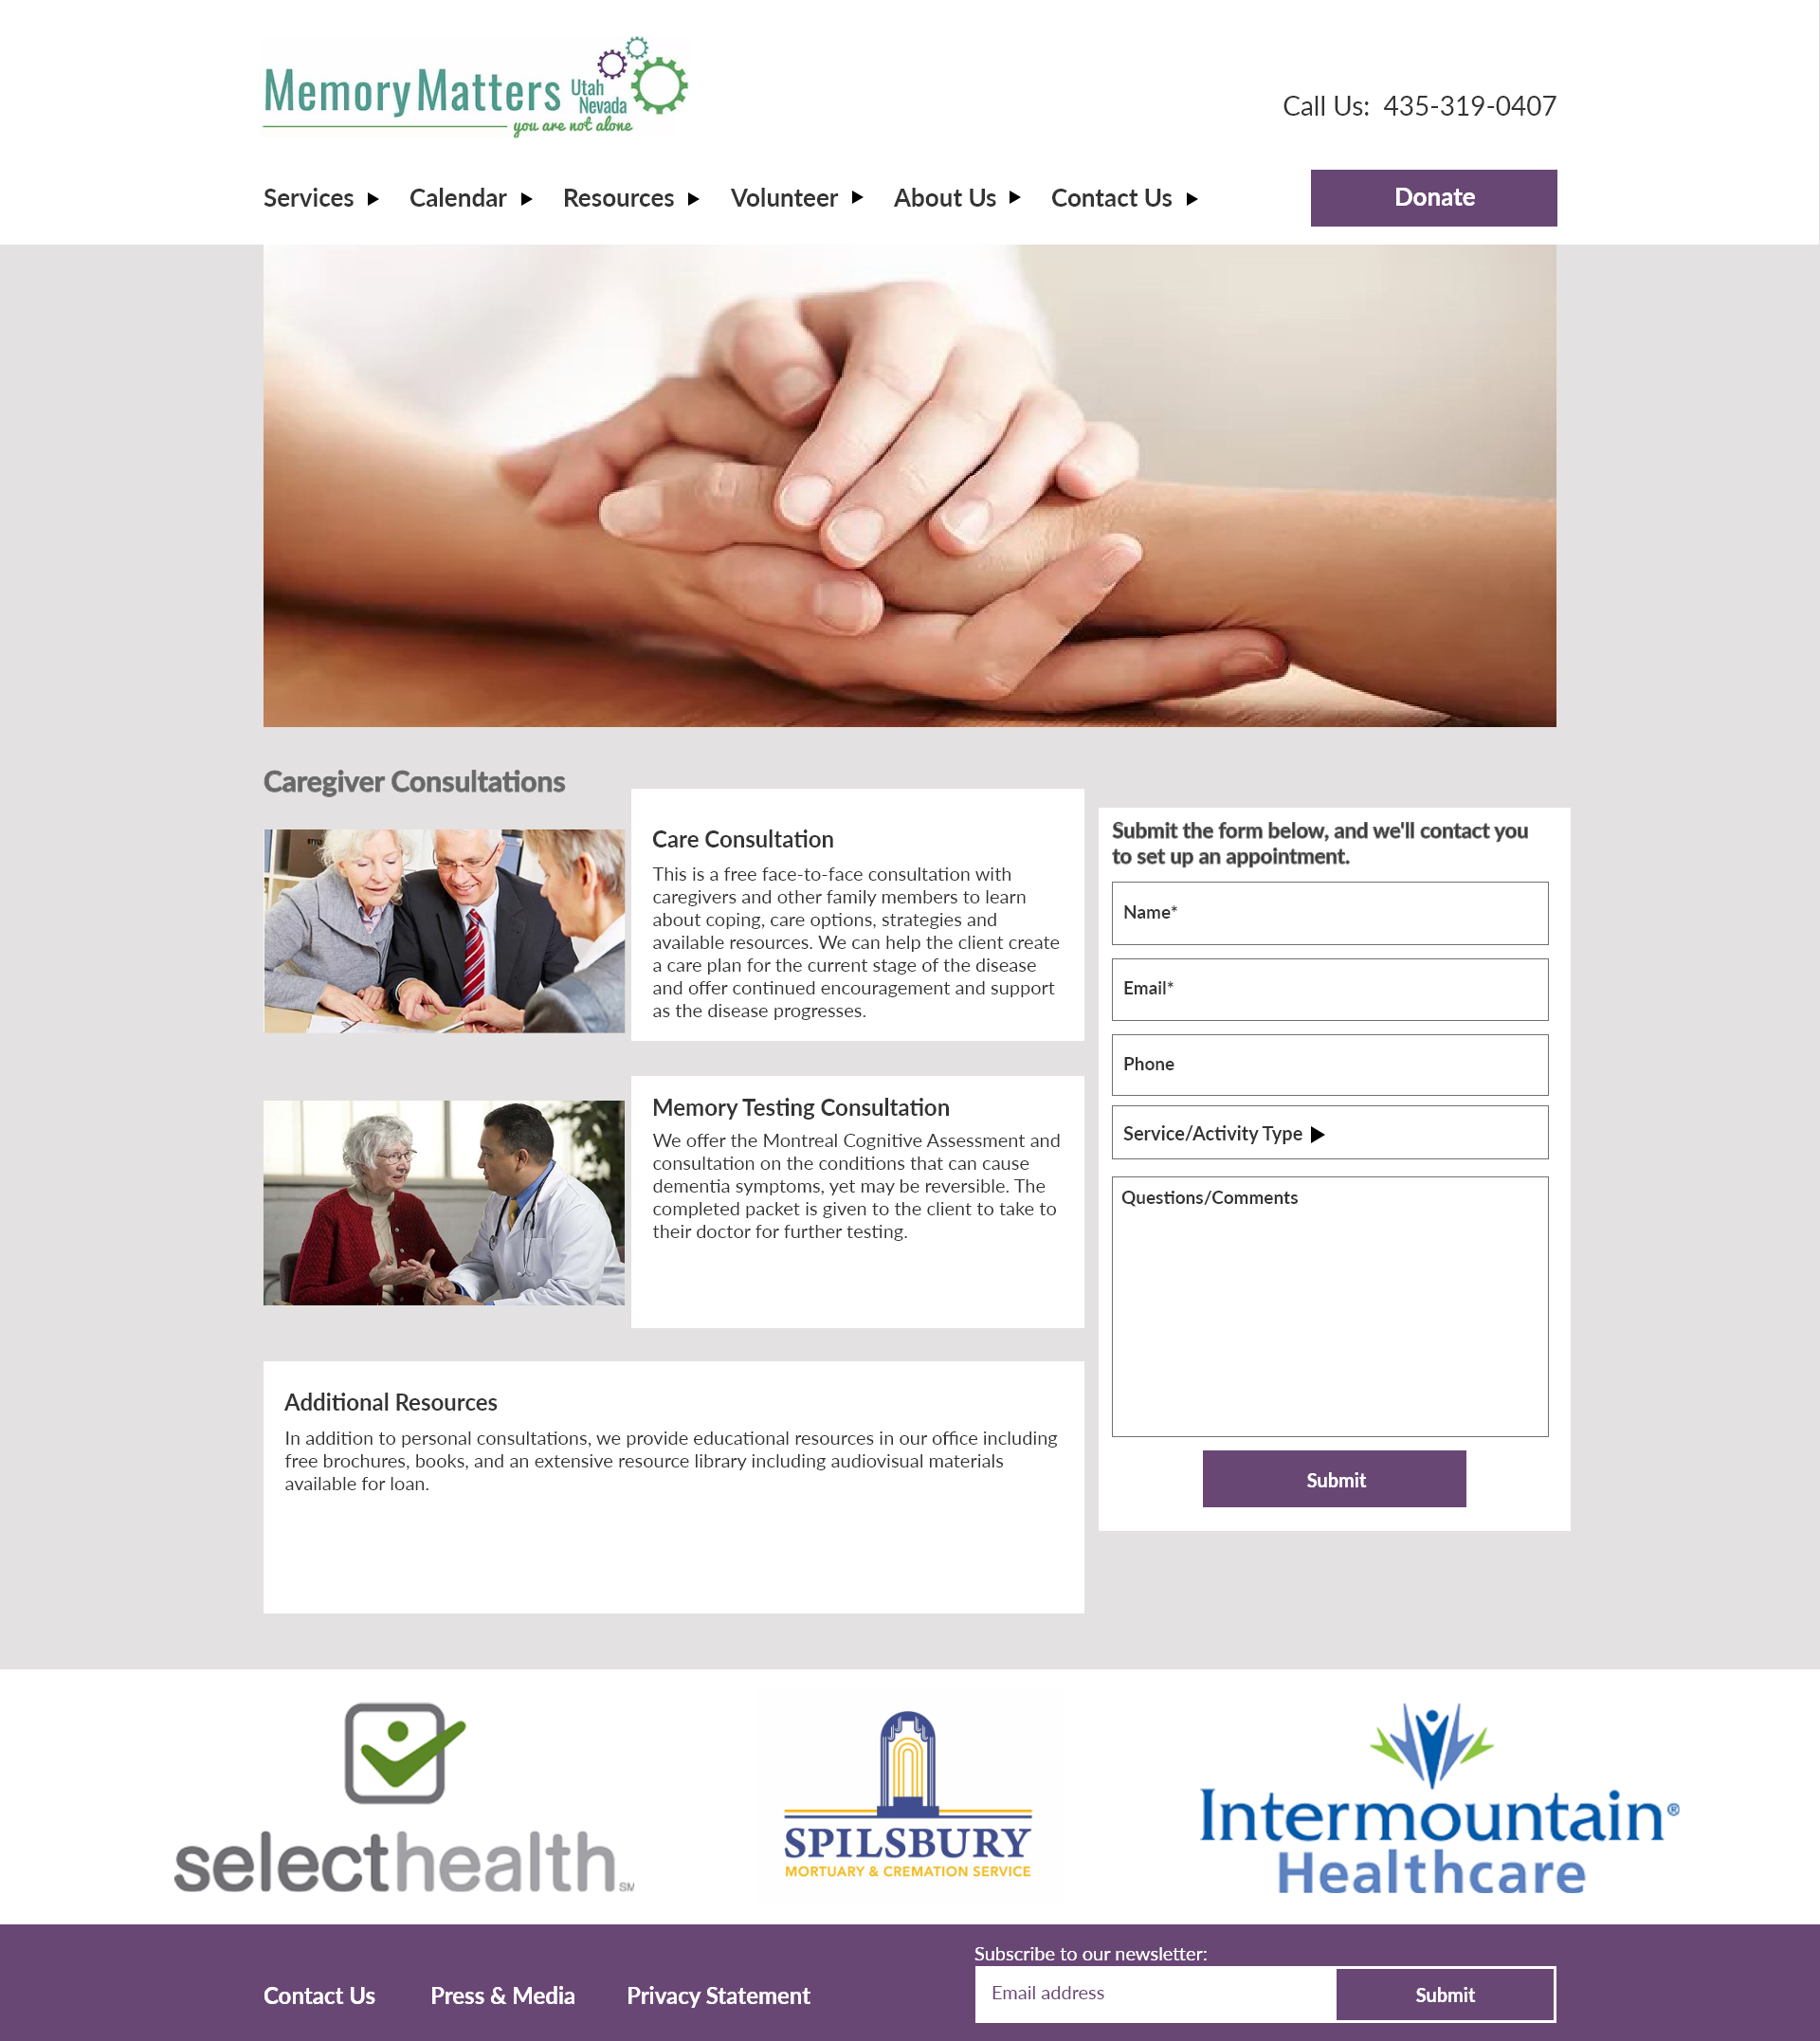 MemoryMatters Utah Nevada
you are not alone
Call Us: 435-319-0407
Services Calendar Resources Volunteer About Us Contact Us Donate
Caregiver Consultations
Care Consultation
This is a free face-to-face consultation with
caregivers and other family members to learn
about coping, care options, strategies and
available resources. We can help the client create
a care plan for the current stage of the disease
and offer continued encouragement and support
as the disease progresses.
Memory Testing Consultation
We offer the Montreal Cognitive Assessment and
consultation on the conditions that can cause
dementia symptoms, yet may be reversible. The
completed packet is given to the client to take to
their doctor for further testing.
Additional Resources
In addition to personal consultations, we provide educational resources in our office including
free brochures, books, and an extensive resource library including audiovisual materials
available for loan.
Submit the form below, and we'll contact you
to set up an appointment.
Name*
Email*
Phone
Service/Activity Type
Questions/Comments
Submit
selecthealth SM
SPILSBURY
MORTUARY & CREMATION SERVICE
Intermountain®
Healthcare
Contact Us Press & Media Privacy Statement
Subscribe to our newsletter:
Email address Submit